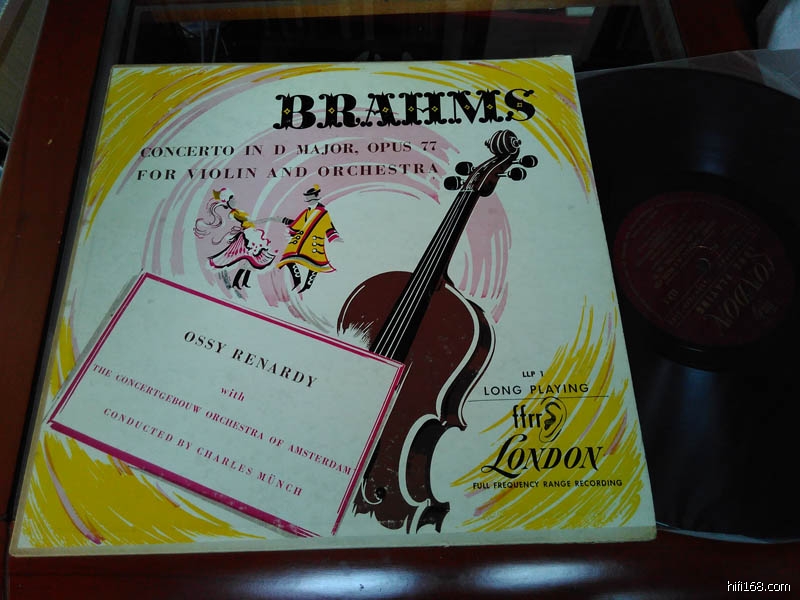 BRAHMS
CONCERTO IN D MAJOR, OPUS 77
FOR VIOLIN AND ORCHESTRA
OSSY RENARDY
with
THE CONCERTGEBOUW ORCHESTRA OF AMSTERDAM
CONDUCTED BY CHARLES MÜNCH
LLP 1
LONG PLAYING
ffrr
LONDON
FULL FREQUENCY RANGE RECORDING
LONDON
hifi168.com